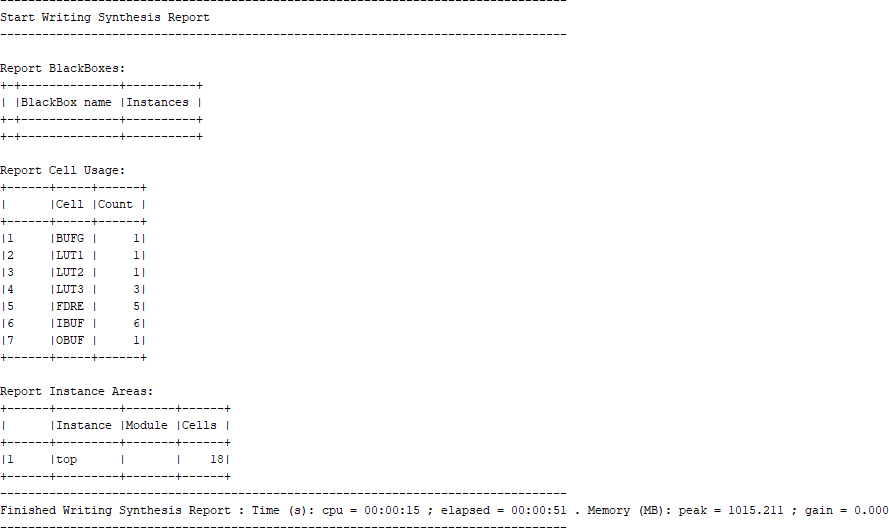 ---------------------------------------------------------------------------------
Start Writing Synthesis Report
---------------------------------------------------------------------------------

Report BlackBoxes: 
+-+--------------+----------+
| |BlackBox name |Instances |
+-+--------------+----------+
+-+--------------+----------+

Report Cell Usage: 
+------+-----+------+
|      |Cell |Count |
+------+-----+------+
|1     |BUFG |     1|
|2     |LUT1 |     1|
|3     |LUT2 |     1|
|4     |LUT3 |     3|
|5     |FDRE |     5|
|6     |IBUF |     6|
|7     |OBUF |     1|
+------+-----+------+

Report Instance Areas: 
+------+---------+-------+------+
|      |Instance |Module |Cells |
+------+---------+-------+------+
|1     |top      |       |    18|
+------+---------+-------+------+
---------------------------------------------------------------------------------
Finished Writing Synthesis Report : Time (s): cpu = 00:00:15 ; elapsed = 00:00:51 . Memory (MB): peak = 1015.211 ; gain = 0.000
---------------------------------------------------------------------------------